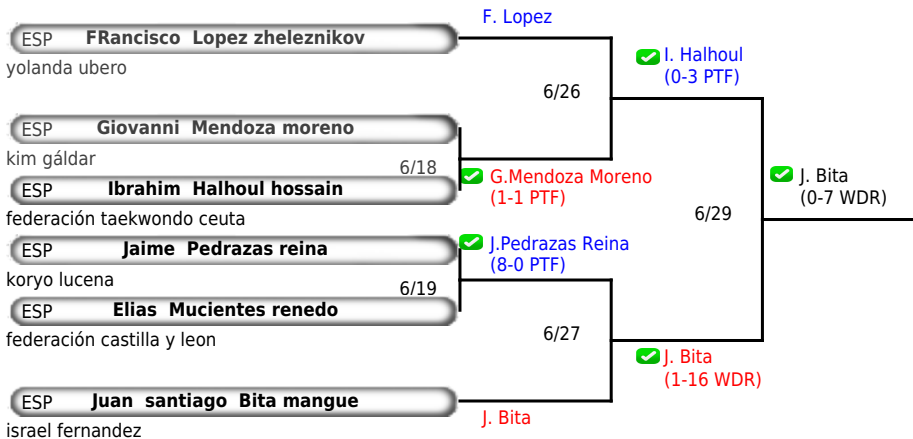 F. Lopez
ESP FRancisco Lopez zheleznikov
yolanda ubero
I. Halhoul
(0-3 PTF)
6/26
ESP Giovanni Mendoza moreno
kim gáldar
6/18
G.Mendoza Moreno
(1-1 PTF)
ESP Ibrahim Halhoul hossain
federación taekwondo ceuta
J. Bita
(0-7 WDR)
6/29
ESP Jaime Pedrazas reina
koryo lucena
J.Pedrazas Reina
(8-0 PTF)
6/19
ESP Elias Mucientes renedo
federación castilla y leon
6/27
J. Bita
(1-16 WDR)
ESP Juan santiago Bita mangue
israel fernandez
J. Bita